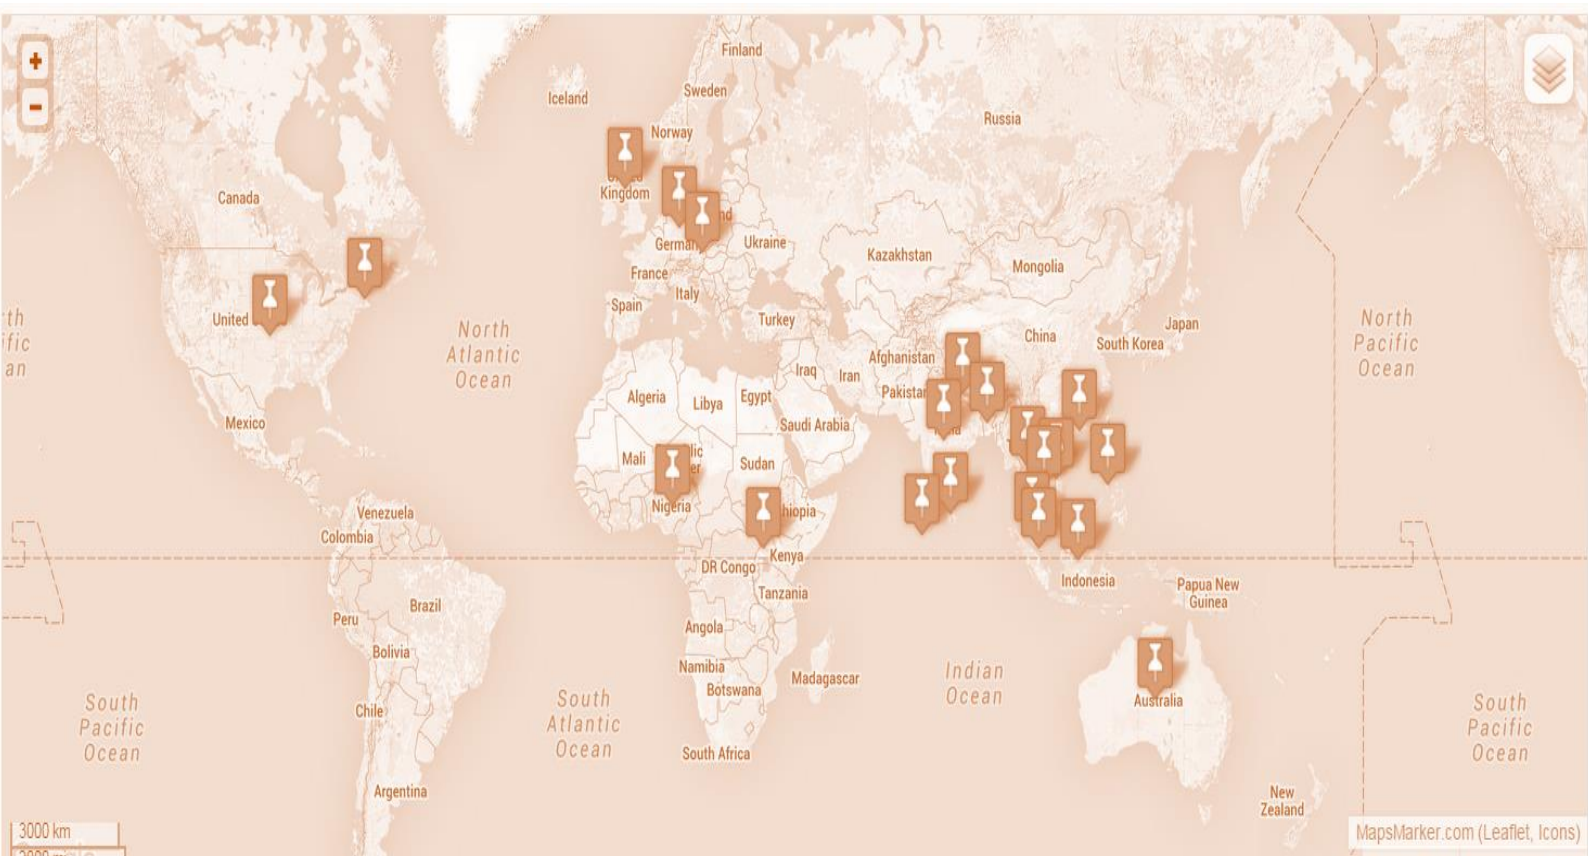 +
−
Finland
Iceland
Sweden
Russia
Norway
Kingdom
Canada
Ukraine
Kazakhstan
Mongolia
France
Italy
Spain
United
North
Atlantic
Ocean
Turkey
China
Japan
South Korea
North
Pacific
Ocean
Afghanistan
Iraq
Iran
Algeria
Libya
Egypt
Mexico
Saudi Arabia
Mali
Sudan
Nigeria
Venezuela
Colombia
Kenya
DR Congo
Indonesia
Papua New
Guinea
Tanzania
Brazil
Peru
Angola
Bolivia
Namibia
Botswana
Madagascar
Indian
Ocean
Australia
South
Pacific
Ocean
Chile
South
Atlantic
Ocean
South
Pacific
Ocean
South Africa
Argentina
New
Zealand
3000 km
MapsMarker.com (Leaflet, Icons)